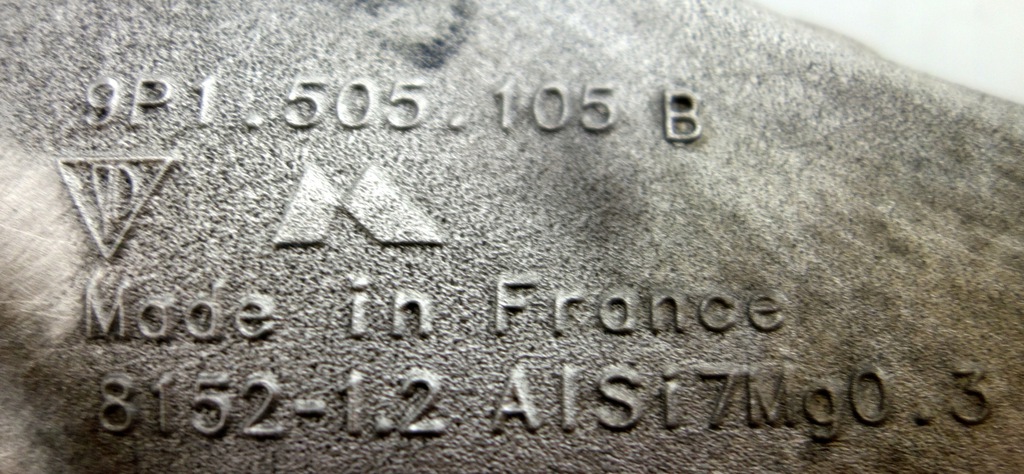 9P1.505.105 B
Made in France
8152-1.2 AlSi7Mg0.3